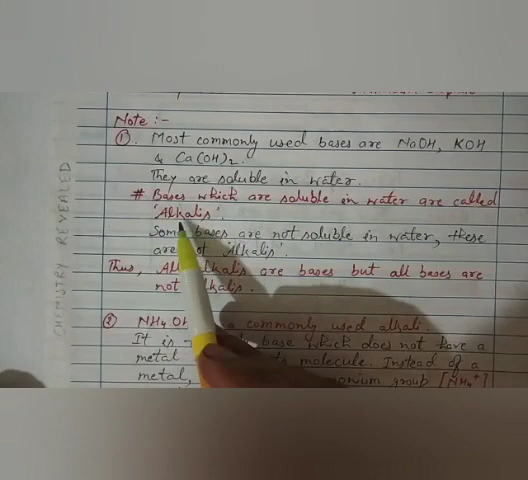 Note :-
①. Most commonly used bases are NaOH, KOH
& Ca(OH)2.
They are soluble in water.
# Bases which are soluble in water are called
'Alkalis'.
Some bases are not soluble in water, these
are not 'Alkalis'.
Thus, All alkalis are bases but all bases are
not alkalis.
② NH4OH a commonly used alkali.
It is base which does not have a
metal molecule. Instead of a
metal, group [NH4+]
CHEMISTRY REVEALED